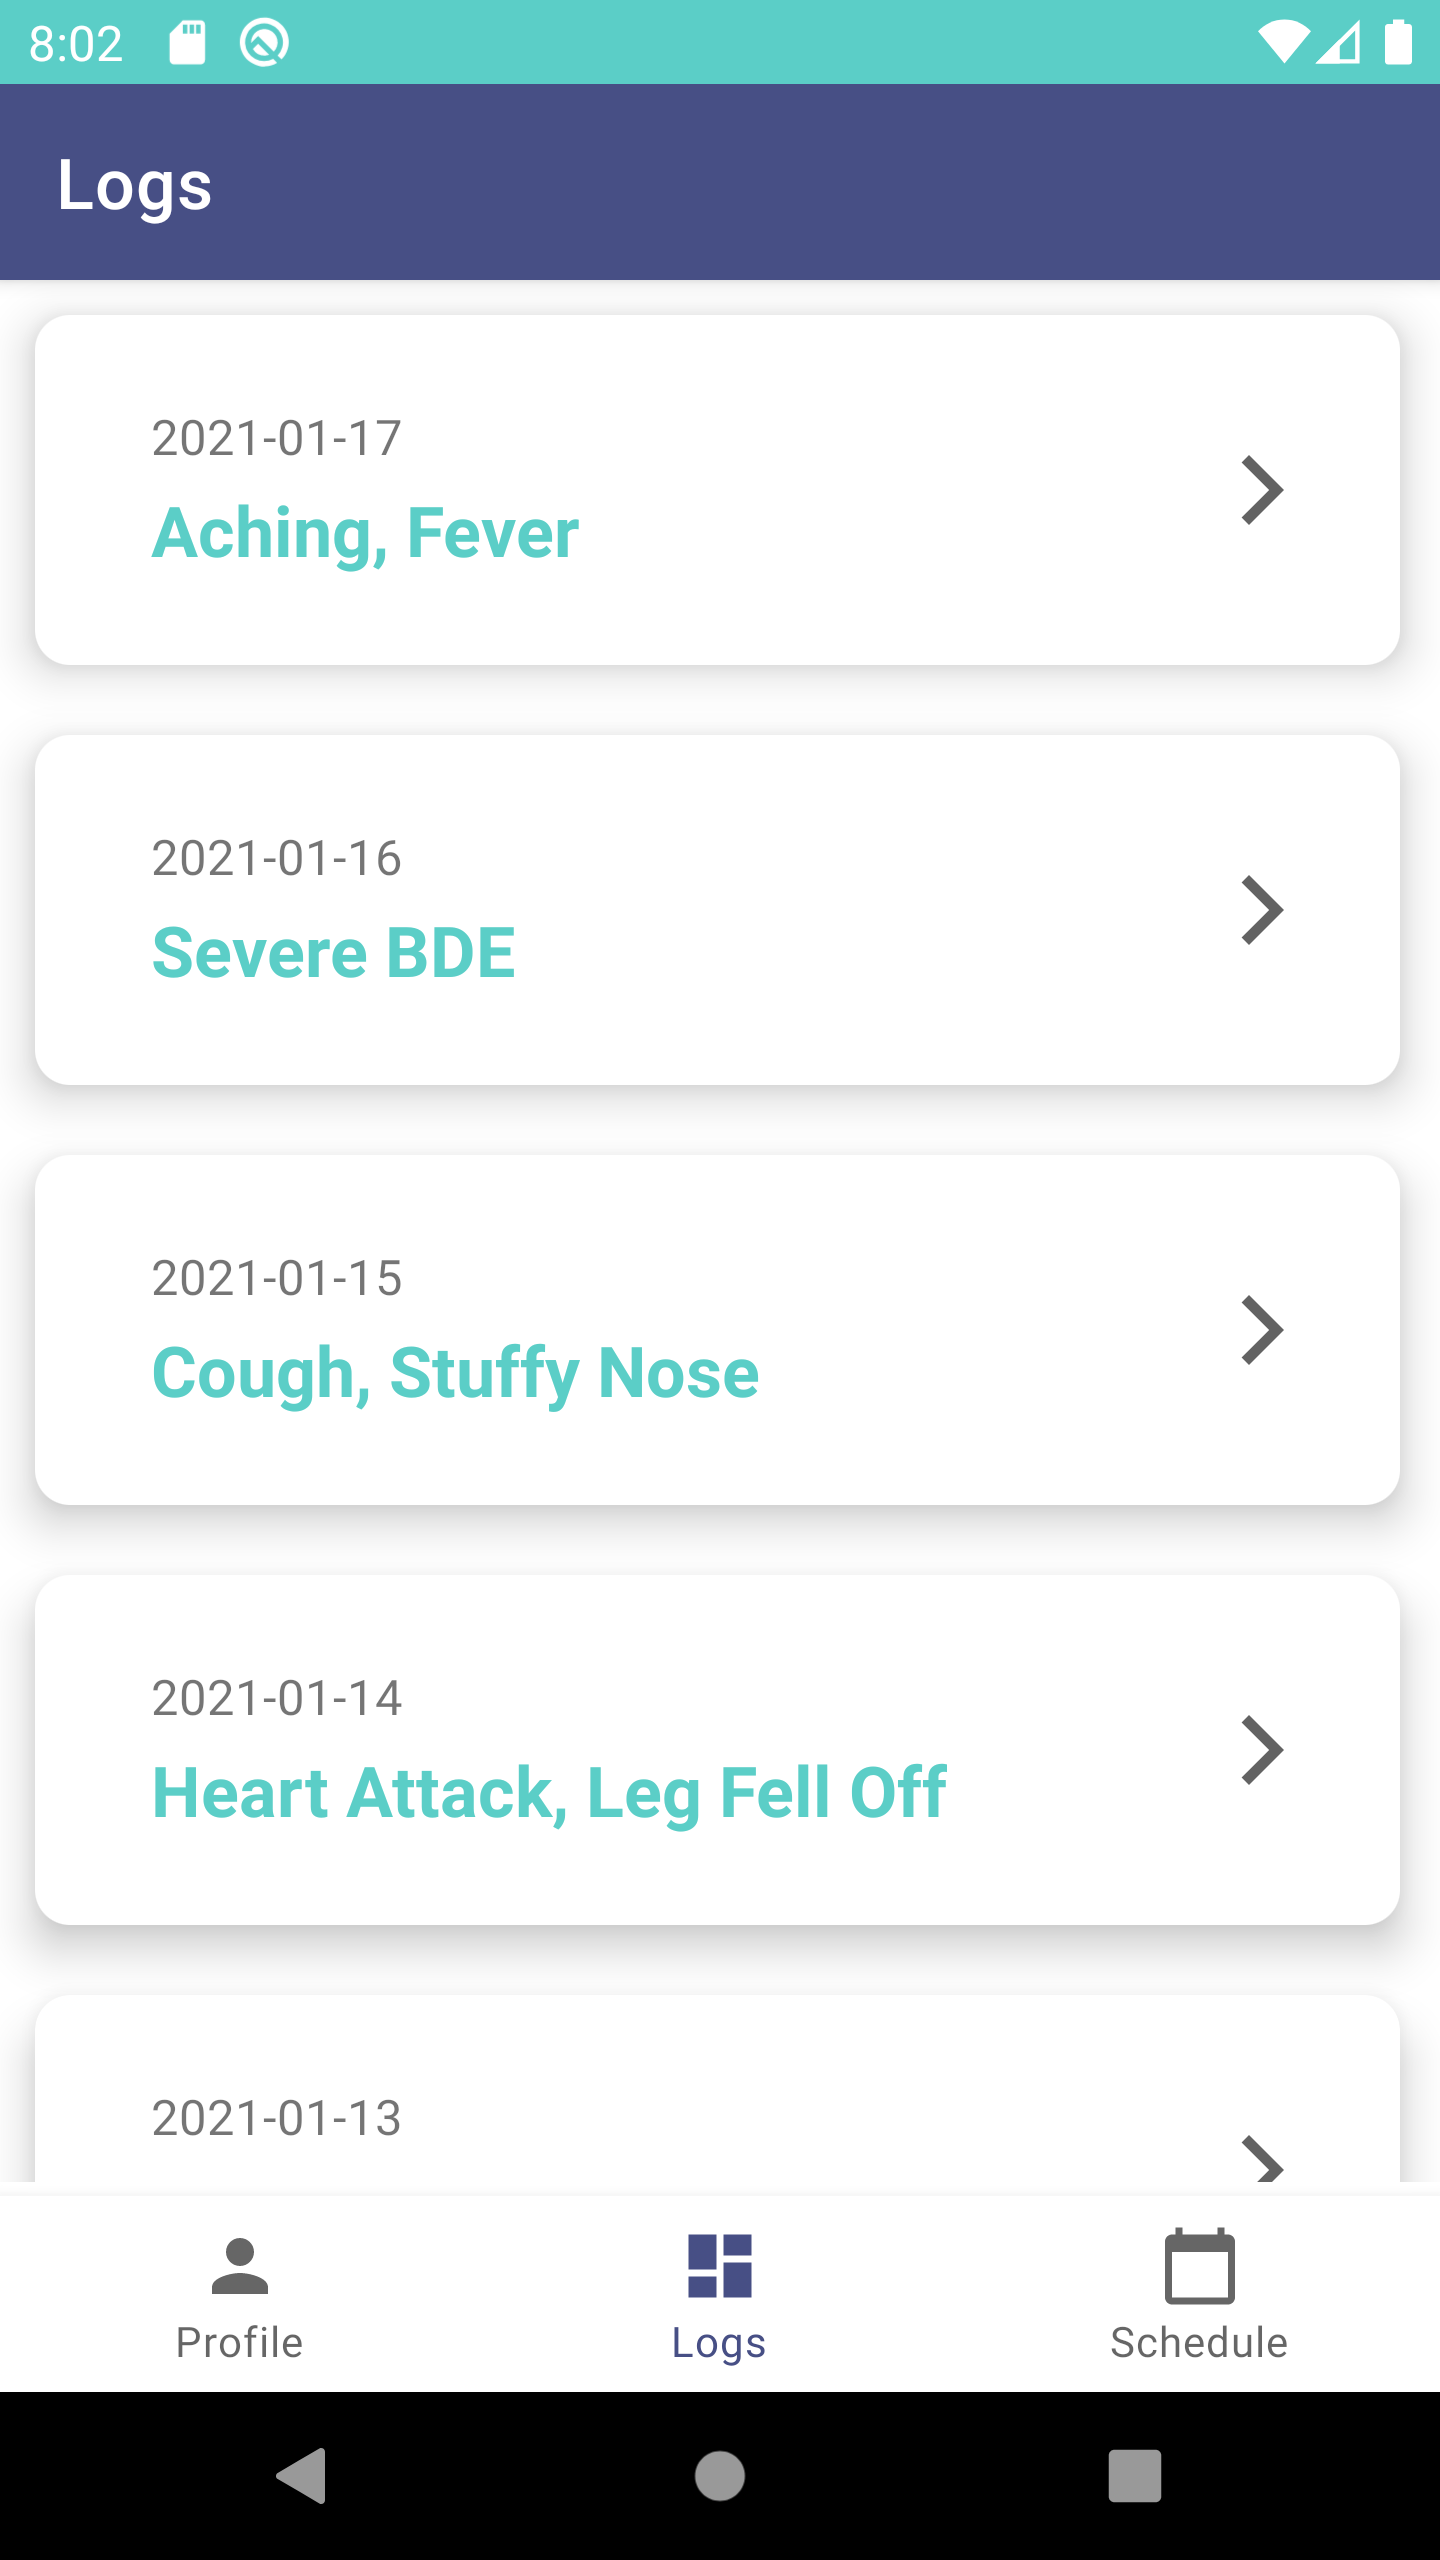 8:02
Logs
2021-01-17
Aching, Fever
2021-01-16
Severe BDE
2021-01-15
Cough, Stuffy Nose
2021-01-14
Heart Attack, Leg Fell Off
2021-01-13
Profile
Logs
Schedule